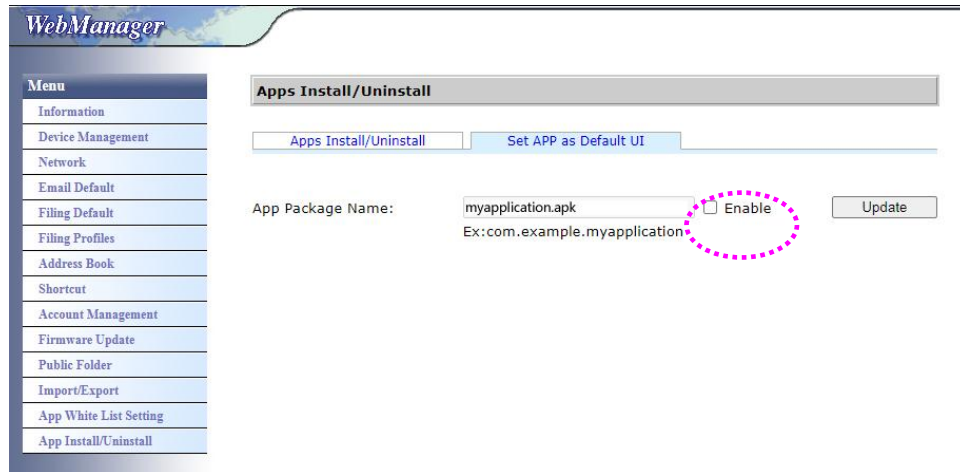 WebManager
Menu
Information
Device Management
Network
Email Default
Filing Default
Filing Profiles
Address Book
Shortcut
Account Management
Firmware Update
Public Folder
Import/Export
App White List Setting
App Install/Uninstall
Apps Install/Uninstall
Apps Install/Uninstall Set APP as Default UI
App Package Name: myapplication.apk Enable Update
Ex:com.example.myapplication